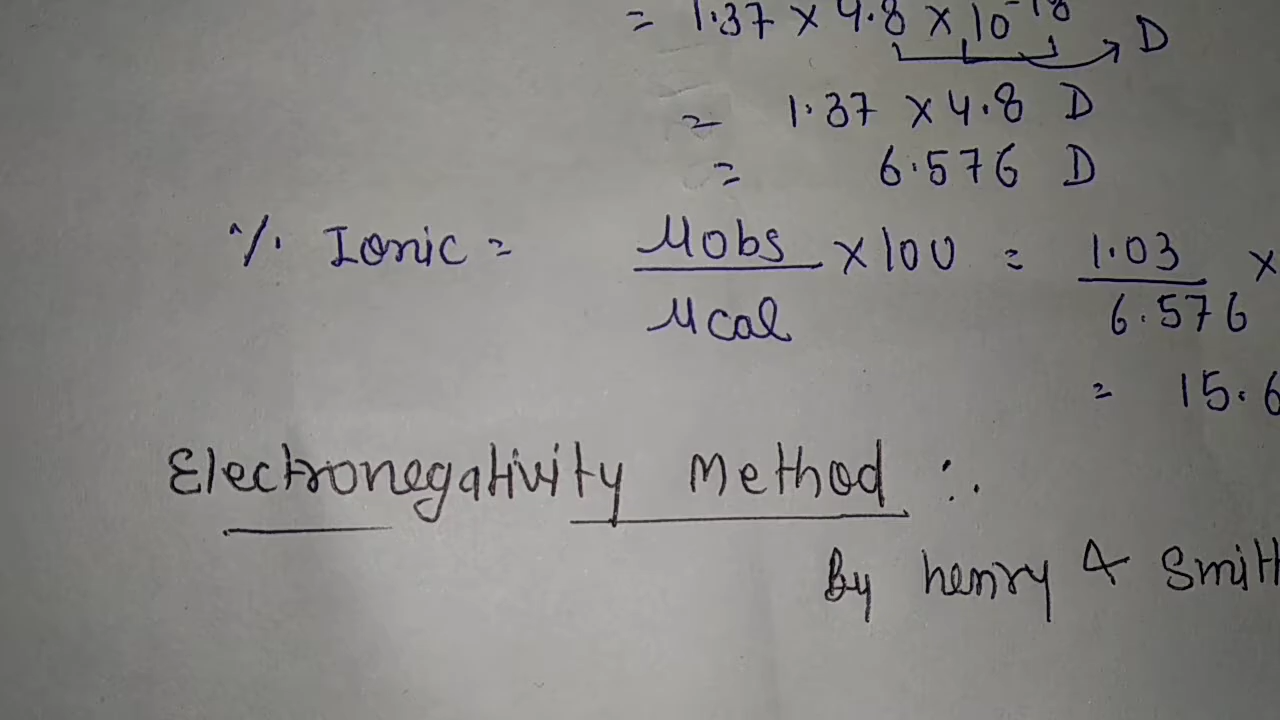 = 1.37 × 4.8 × 10⁻¹⁸
→ D
= 1.37 × 4.8 D
= 6.576 D
% Ionic = μobs/μcal × 100 = 1.03/6.576 ×
= 15.6
Electronegativity Method :.
By henry & Smith